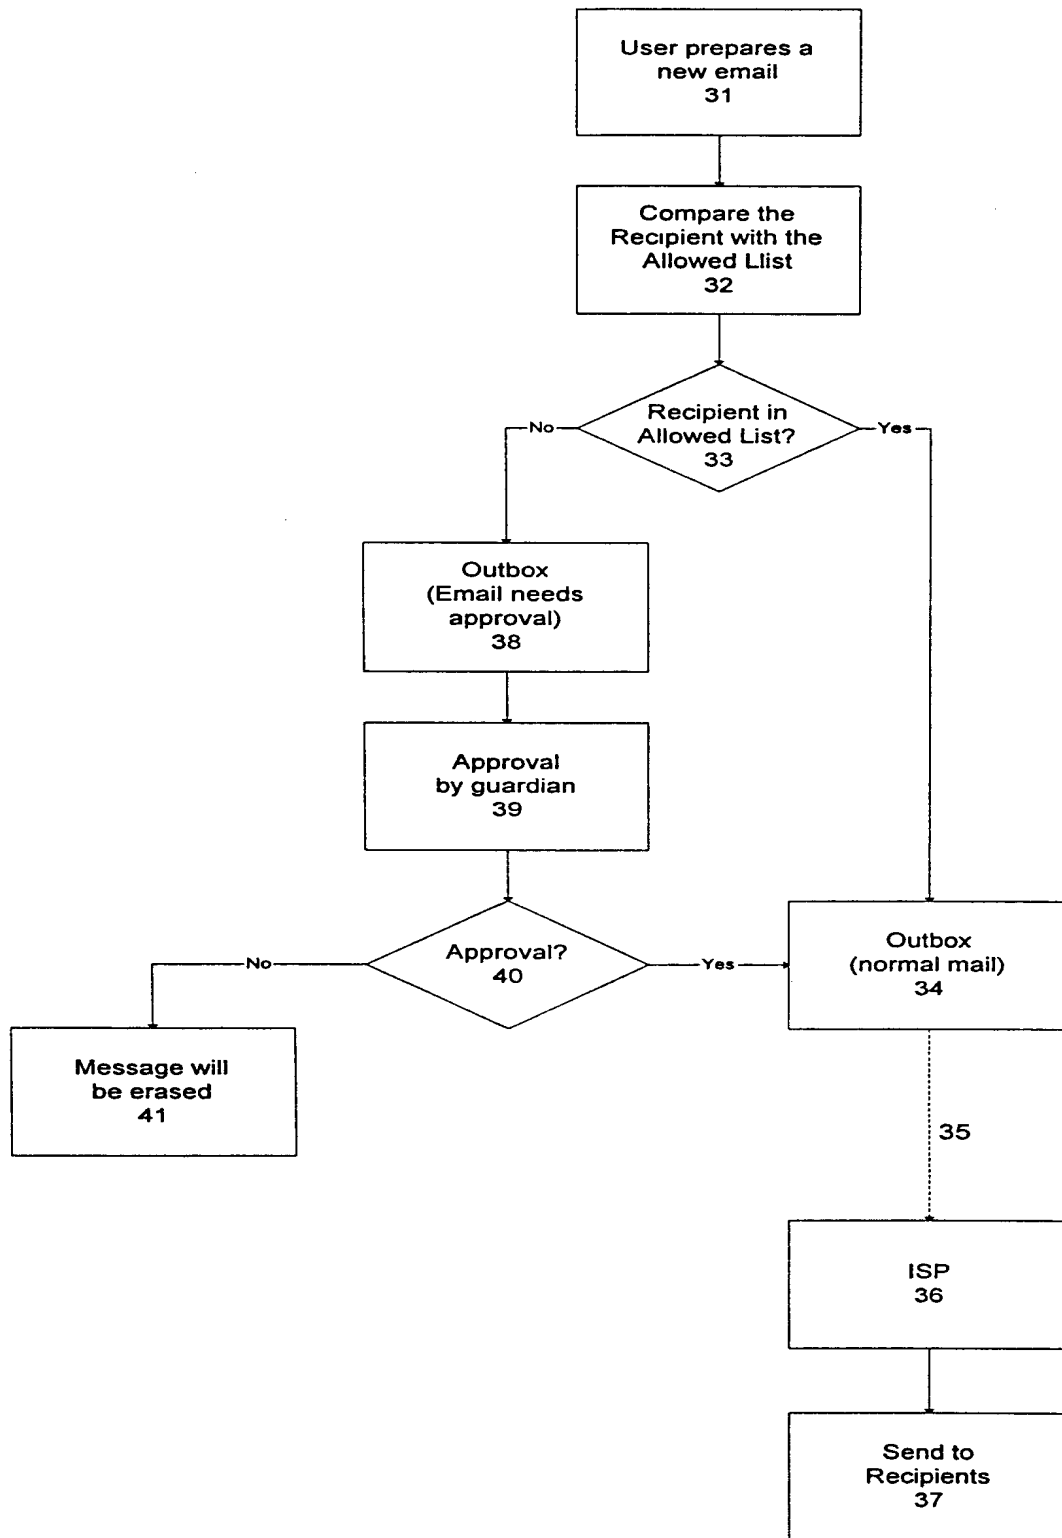 User prepares a
new email
31
Compare the
Recipient with the
Allowed Llist
32
Recipient in
Allowed List?
33
No
Yes
Outbox
(Email needs
approval)
38
Approval
by guardian
39
Approval?
40
No
Yes
Outbox
(normal mail)
34
Message will
be erased
41
35
ISP
36
Send to
Recipients
37